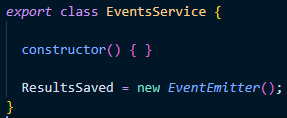 export class EventsService {
constructor() { }
ResultsSaved = new EventEmitter();
}